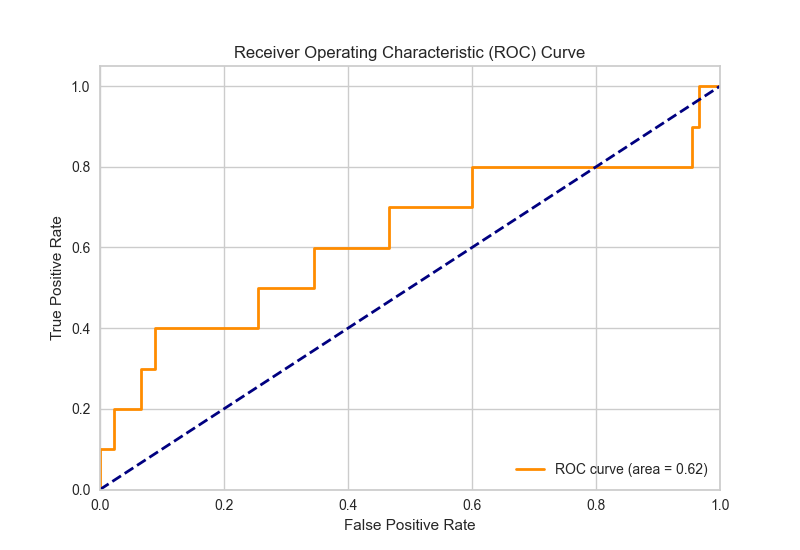 Receiver Operating Characteristic (ROC) Curve
True Positive Rate
1.0
0.8
0.6
0.4
0.2
0.0
ROC curve (area = 0.62)
0.0 0.2 0.4 0.6 0.8 1.0
False Positive Rate